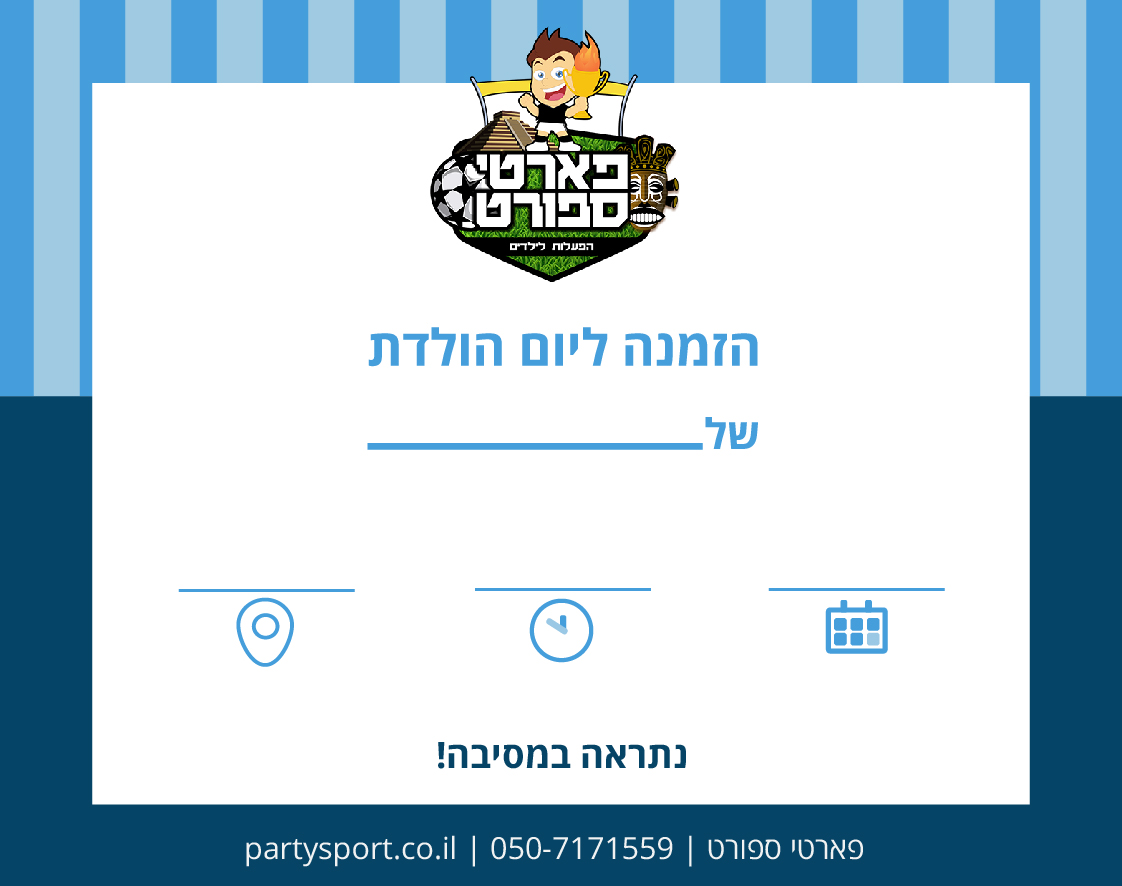 פארטי
ספורט
הפעלות לילדים
הזמנה ליום הולדת
של
נתראה במסיבה!
פארטי ספורט | 050-7171559 | partysport.co.il